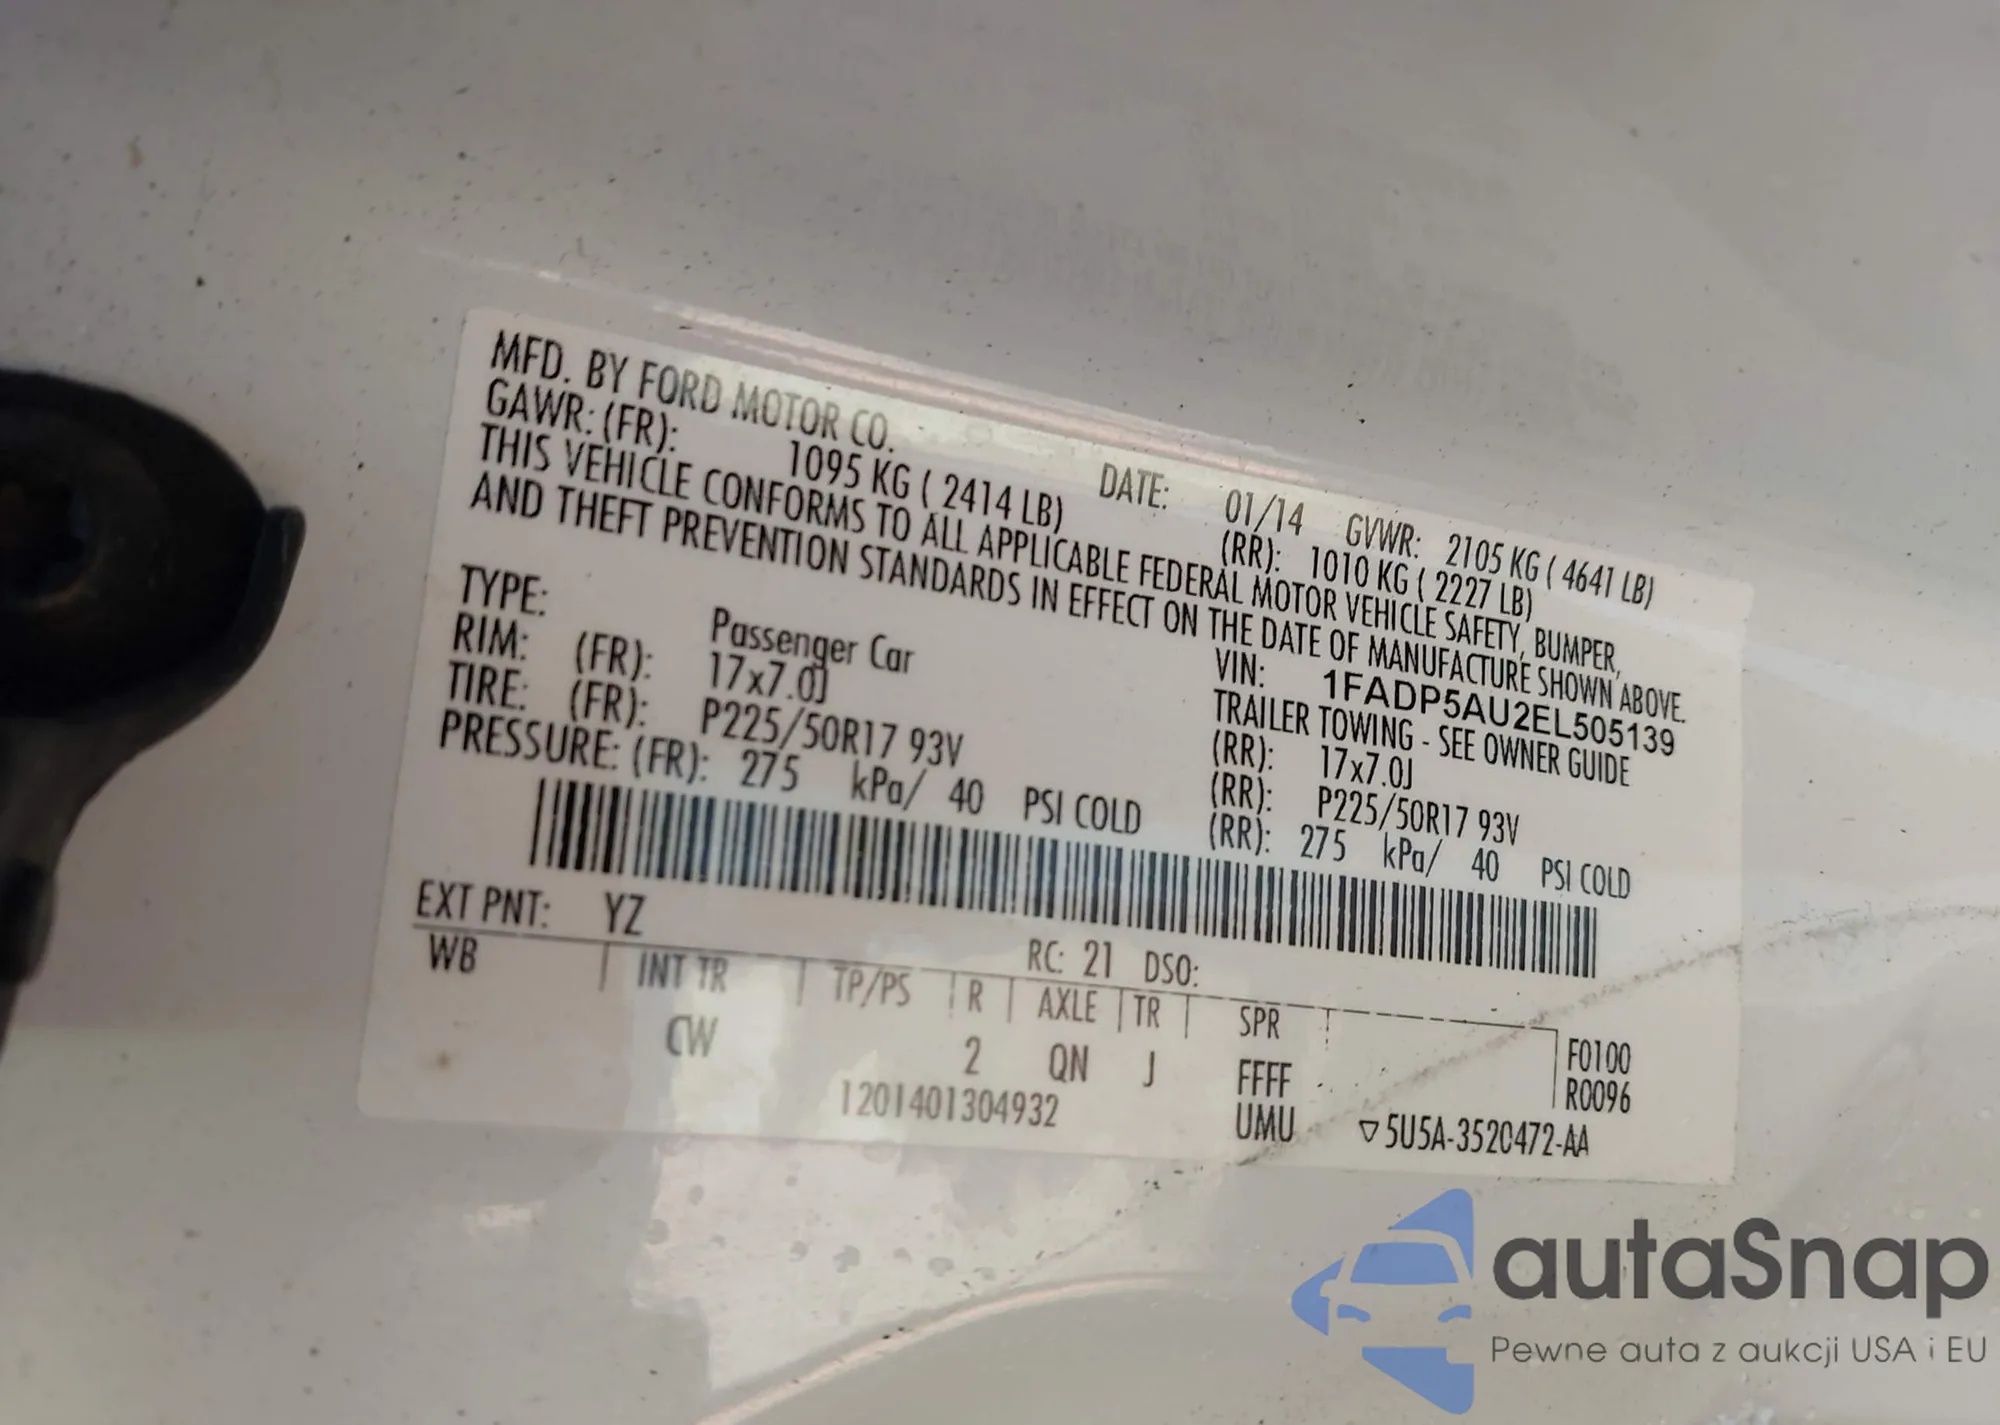 MFD. BY FORD MOTOR CO. DATE: 01/14 GVWR: 2105 KG ( 4641 LB)
GAWR: (FR): 1095 KG ( 2414 LB) (RR): 1010 KG ( 2227 LB)
THIS VEHICLE CONFORMS TO ALL APPLICABLE FEDERAL MOTOR VEHICLE SAFETY, BUMPER,
AND THEFT PREVENTION STANDARDS IN EFFECT ON THE DATE OF MANUFACTURE SHOWN ABOVE.
VIN: 1FADP5AU2EL505139
TYPE: Passenger Car TRAILER TOWING - SEE OWNER GUIDE
RIM: (FR): 17x7.0J (RR): 17x7.0J
TIRE: (FR): P225/50R17 93V (RR): P225/50R17 93V
PRESSURE: (FR): 275 kPa/ 40 PSI COLD (RR): 275 kPa/ 40 PSI COLD
EXT PNT: YZ RC: 21 DSO:
WB INT TR TP/PS R AXLE TR SPR F0100
CW 2 QN J FFFF R0096
1201401304932 UMU ▽5U5A-3520472-AA
autaSnap
Pewne auta z aukcji USA i EU